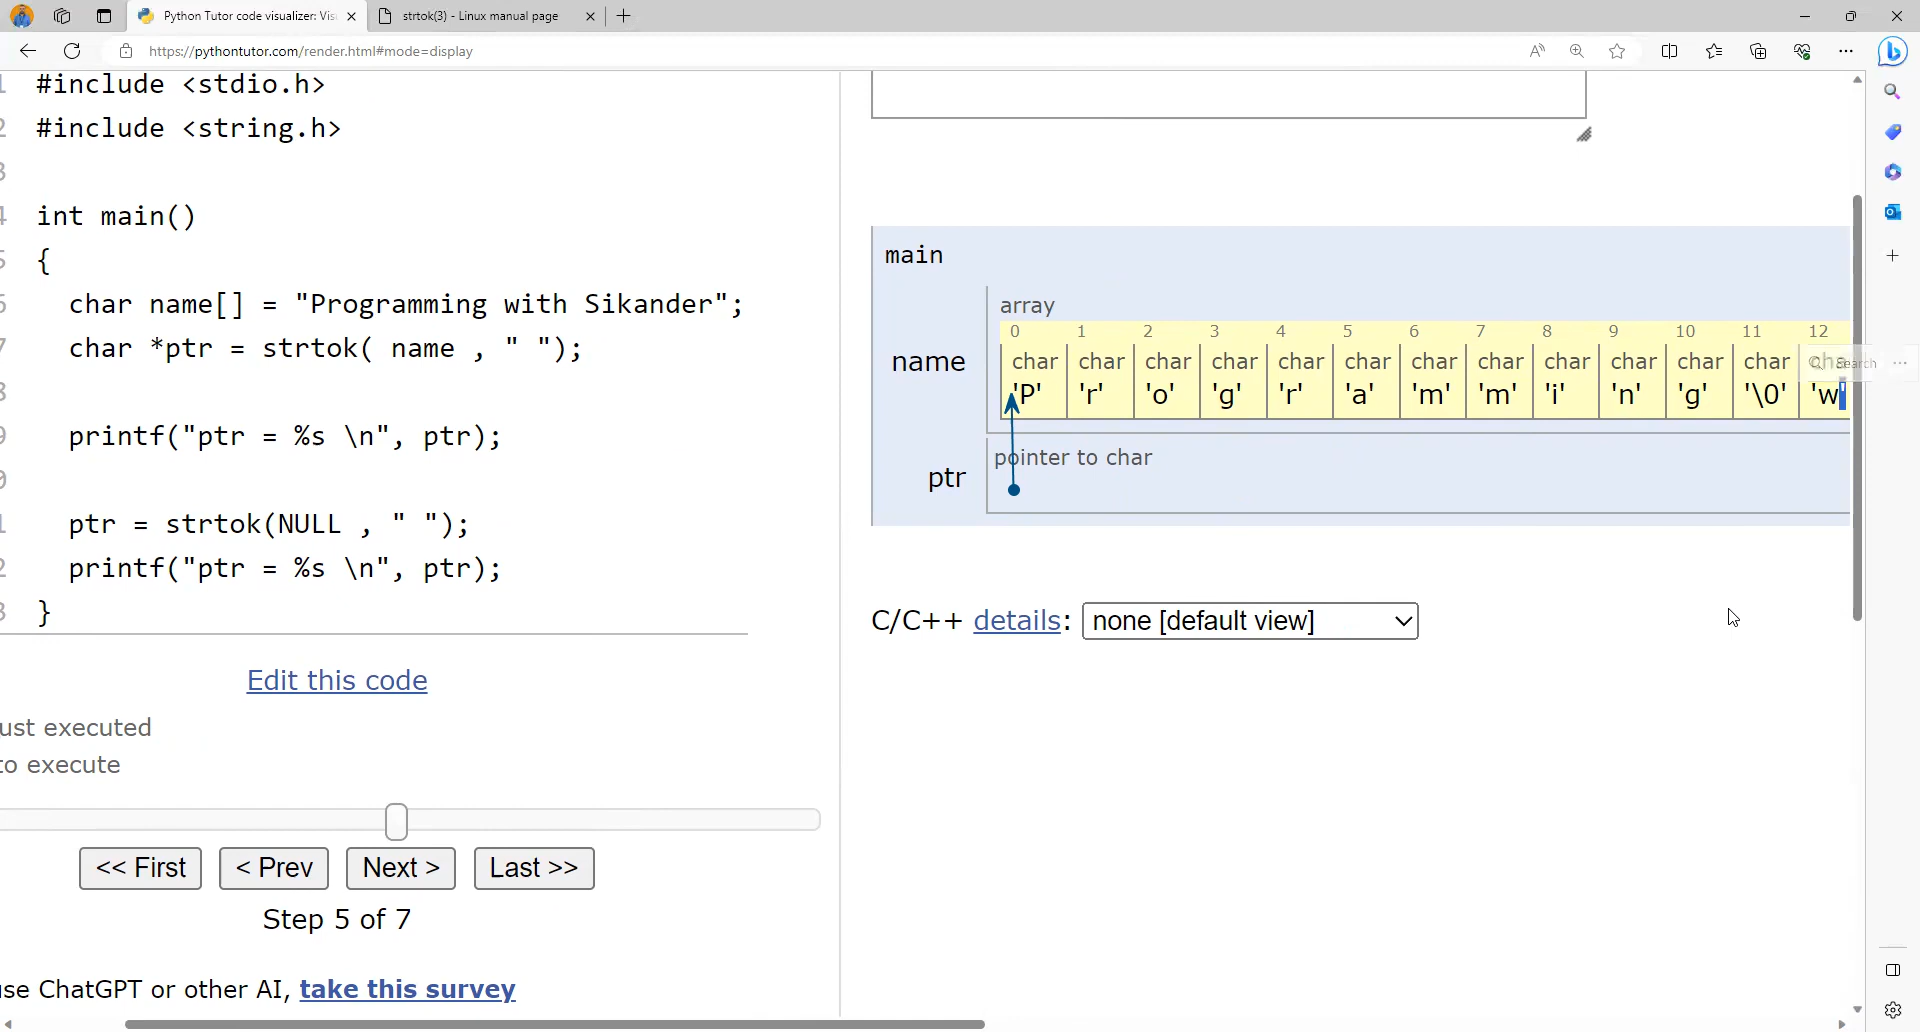 Python Tutor code visualizer: Vis
strtok(3) - Linux manual page
https://pythontutor.com/render.html#mode=display
#include <stdio.h>
#include <string.h>
int main()
{
char name[] = "Programming with Sikander";
char *ptr = strtok( name , " ");
printf("ptr = %s \n", ptr);
ptr = strtok(NULL , " ");
printf("ptr = %s \n", ptr);
}
Edit this code
ust executed
to execute
<< First < Prev Next > Last >>
Step 5 of 7
use ChatGPT or other AI, take this survey
main
array
0 1 2 3 4 5 6 7 8 9 10 11 12
name
char char char char char char char char char char char char
'P' 'r' 'o' 'g' 'r' 'a' 'm' 'm' 'i' 'n' 'g' '\0' 'w'
Search
ptr
pointer to char
C/C++ details: none [default view]